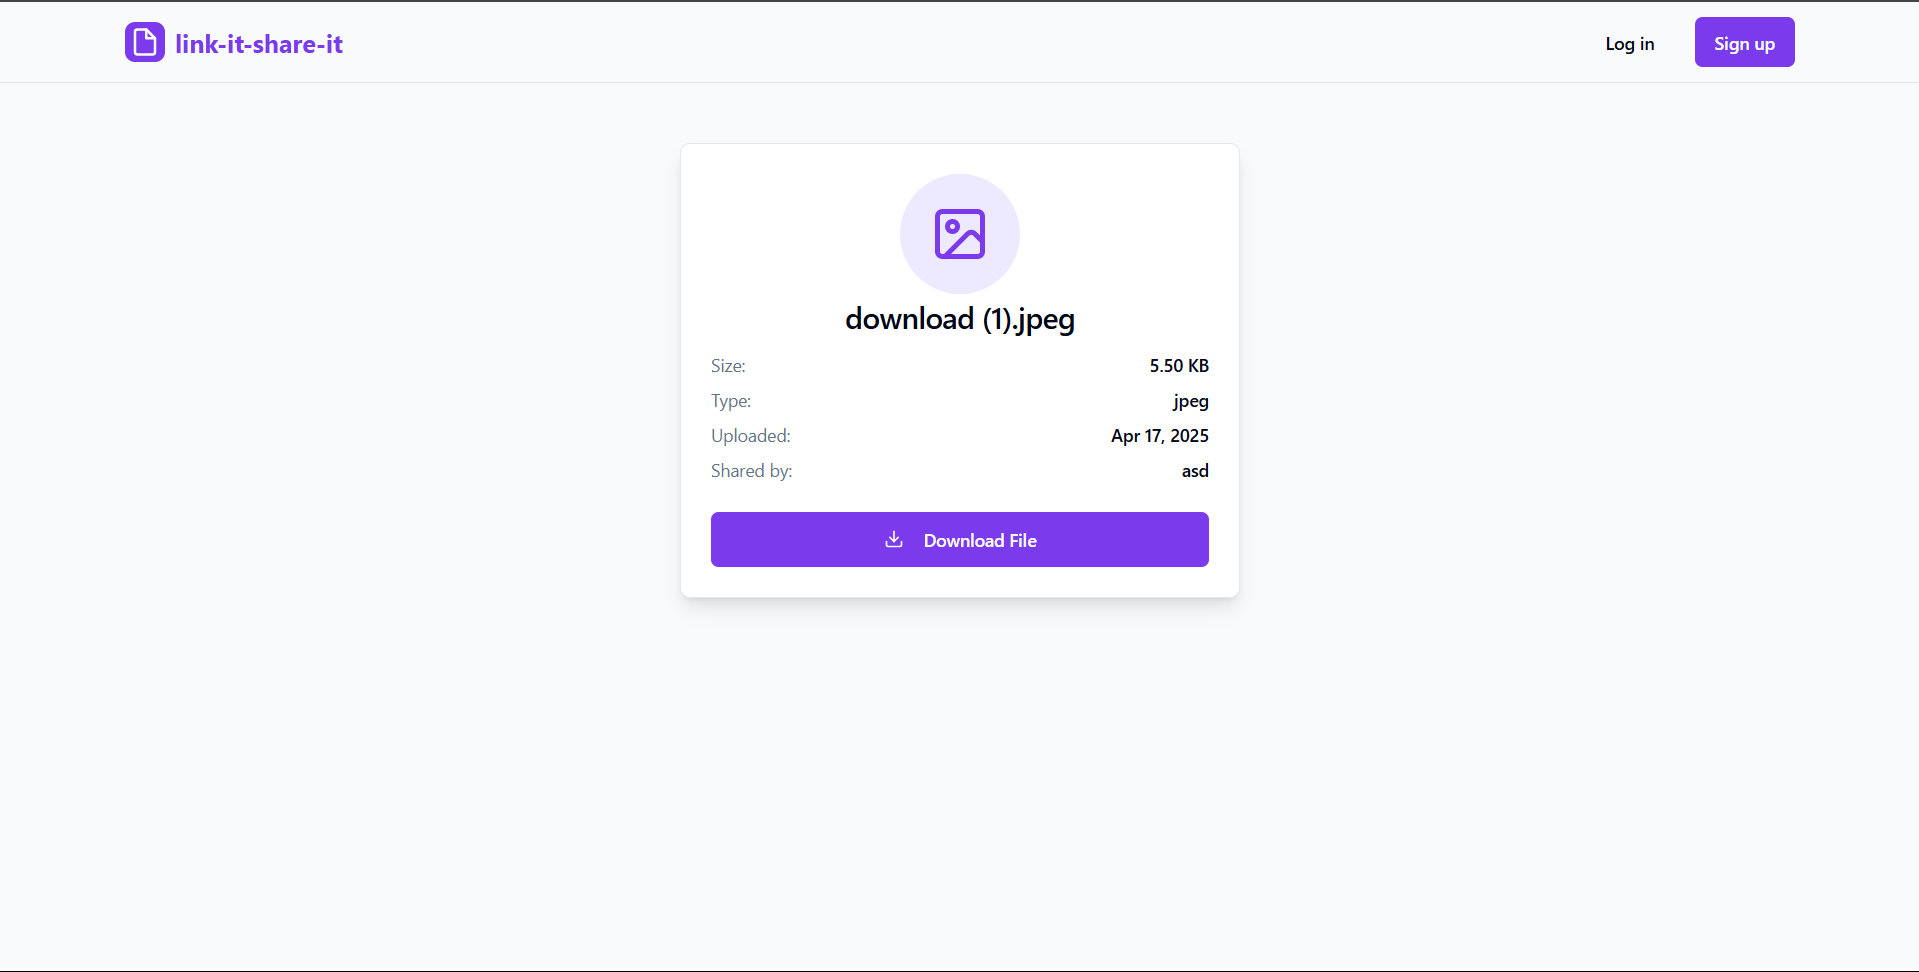 link-it-share-it
Log in
Sign up
download (1).jpeg
Size: 5.50 KB
Type: jpeg
Uploaded: Apr 17, 2025
Shared by: asd
Download File